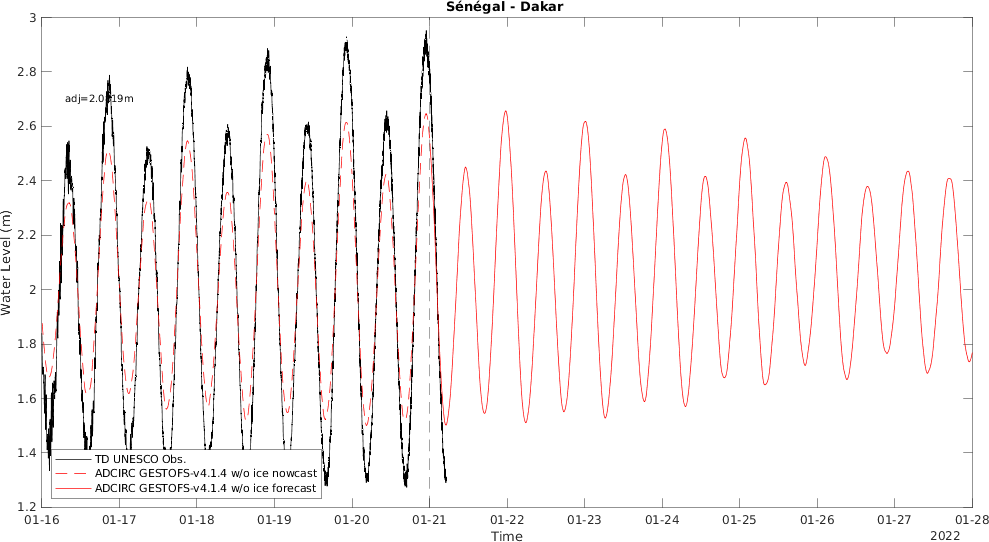 Sénégal - Dakar
3
2.8
2.6
2.4
2.2
2
1.8
1.6
1.4
1.2
Water Level (m)
TD UNESCO Obs.
ADCIRC GESTOFS-v4.1.4 w/o ice nowcast
ADCIRC GESTOFS-v4.1.4 w/o ice forecast
01-16 01-17 01-18 01-19 01-20 01-21 01-22 01-23 01-24 01-25 01-26 01-27 01-28
Time
2022